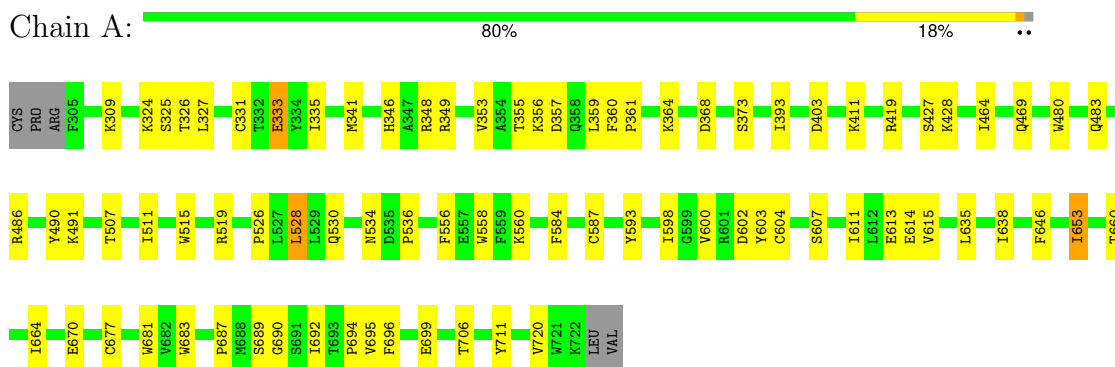 Chain A:
80% 18% ••
CYS PRO ARG F305 K309 K324 S325 T326 L327 C331 T332 E333 Y334 I335 M341 H346 A347 R348 R349 V353 A354 T355 K356 D357 Q358 L359 F360 P361 K364 D368 S373 I393 D403 K411 R419 S427 K428 I464 Q469 W480 Q483
R486 Y490 K491 T507 I511 W515 R519 P526 L527 L528 L529 Q530 N534 D535 P536 F556 E557 W558 F559 K560 F584 C587 Y593 I598 G599 V600 R601 D602 Y603 C604 S607 I611 L612 E613 E614 V615 L635 I638 F646 I653
I664 E670 C677 W681 V682 W683 P687 M688 S689 G690 S691 I692 T693 P694 V695 F696 E699 T706 Y711 V720 W721 K722 LEU VAL